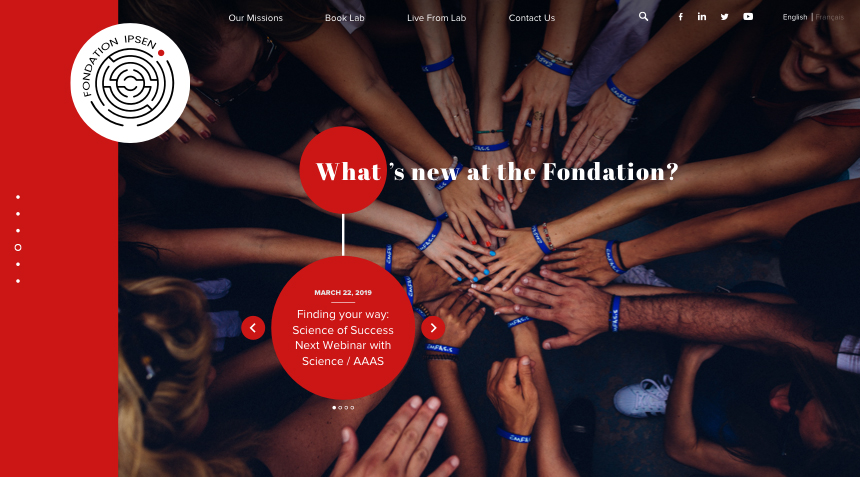 Our Missions
Book Lab
Live From Lab
Contact Us
English | Français
FONDATION IPSEN
What 's new at the Fondation?
MARCH 22, 2019
Finding your way:
Science of Success
Next Webinar with
Science / AAAS